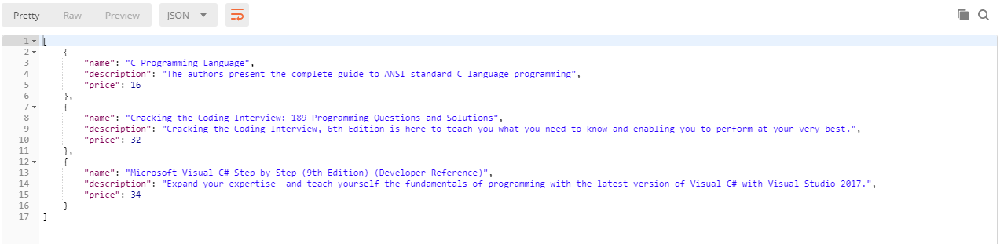 Pretty Raw Preview JSON
1 [
2 {
3 "name": "C Programming Language",
4 "description": "The authors present the complete guide to ANSI standard C language programming",
5 "price": 16
6 },
7 {
8 "name": "Cracking the Coding Interview: 189 Programming Questions and Solutions",
9 "description": "Cracking the Coding Interview, 6th Edition is here to teach you what you need to know and enabling you to perform at your very best.",
10 "price": 32
11 },
12 {
13 "name": "Microsoft Visual C# Step by Step (9th Edition) (Developer Reference)",
14 "description": "Expand your expertise--and teach yourself the fundamentals of programming with the latest version of Visual C# with Visual Studio 2017.",
15 "price": 34
16 }
17 ]